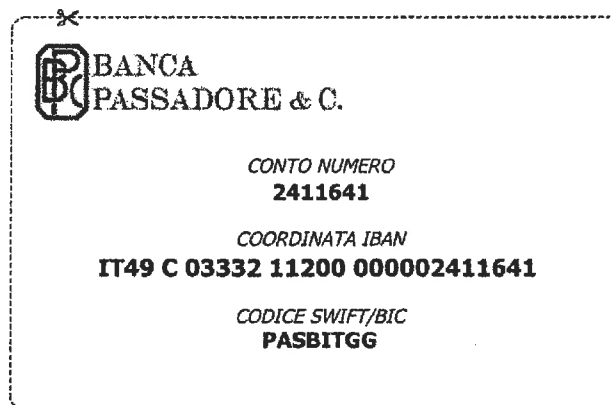 BANCA
PASSADORE & C.
CONTO NUMERO
2411641
COORDINATA IBAN
IT49 C 03332 11200 000002411641
CODICE SWIFT/BIC
PASBITGG